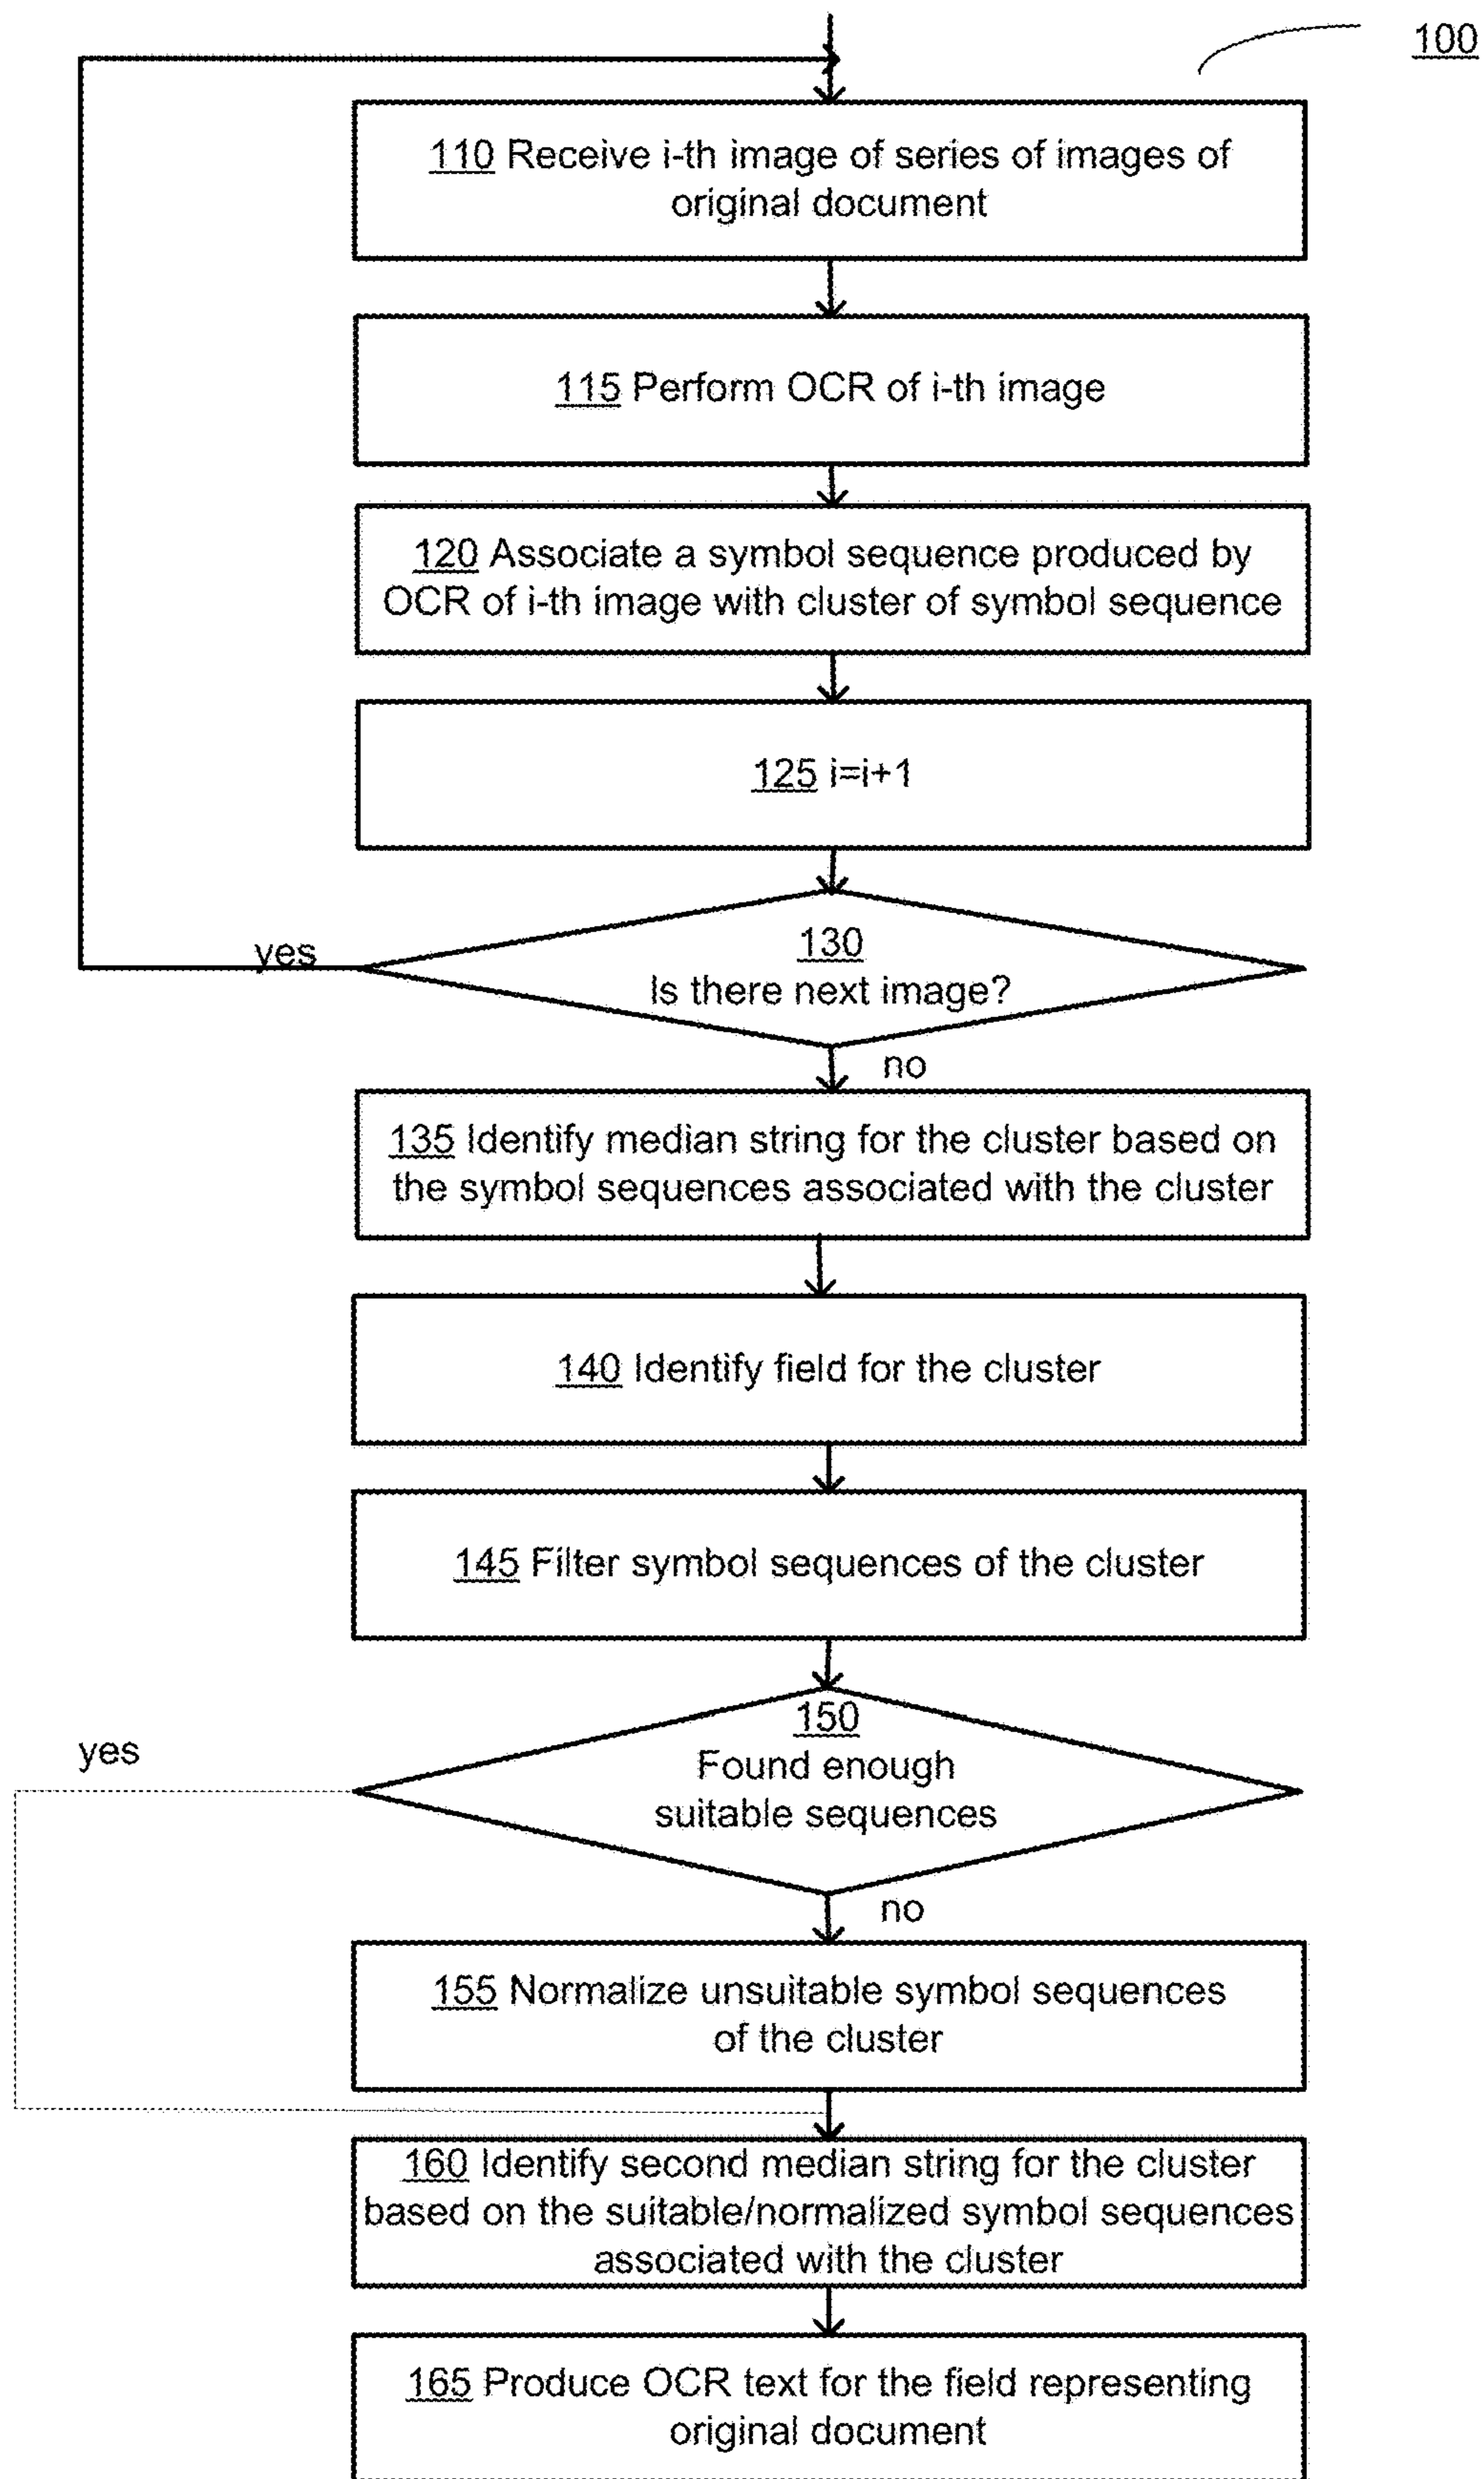 100
110 Receive i-th image of series of images of
original document
115 Perform OCR of i-th image
120 Associate a symbol sequence produced by
OCR of i-th image with cluster of symbol sequence
125 i=i+1
130
Is there next image?
yes
no
135 Identify median string for the cluster based on
the symbol sequences associated with the cluster
140 Identify field for the cluster
145 Filter symbol sequences of the cluster
150
Found enough
suitable sequences
yes
no
155 Normalize unsuitable symbol sequences
of the cluster
160 Identify second median string for the cluster
based on the suitable/normalized symbol sequences
associated with the cluster
165 Produce OCR text for the field representing
original document